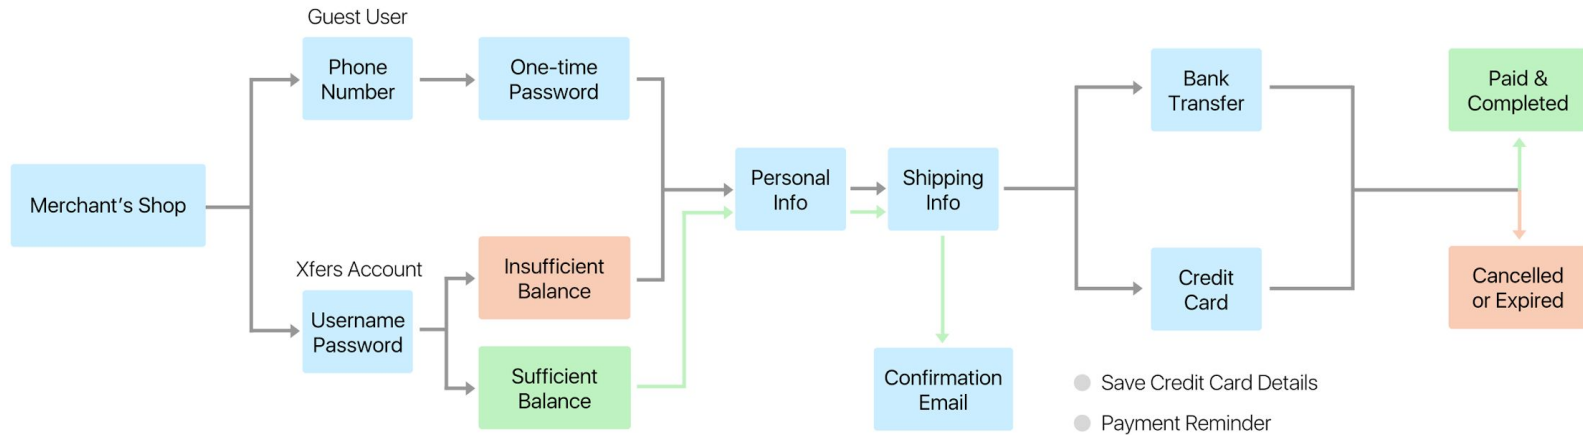 Guest User
Phone
Number
One-time
Password
Merchant's Shop
Xfers Account
Username
Password
Insufficient
Balance
Sufficient
Balance
Personal
Info
Shipping
Info
Confirmation
Email
Bank
Transfer
Credit
Card
Paid &
Completed
Cancelled
or Expired
Save Credit Card Details
Payment Reminder